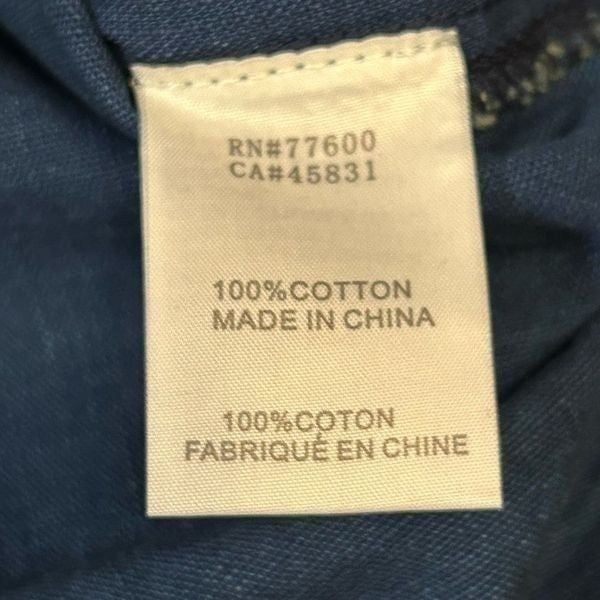 RN#77600
CA#45831
100%COTTON
MADE IN CHINA
100%COTON
FABRIQUÉ EN CHINE